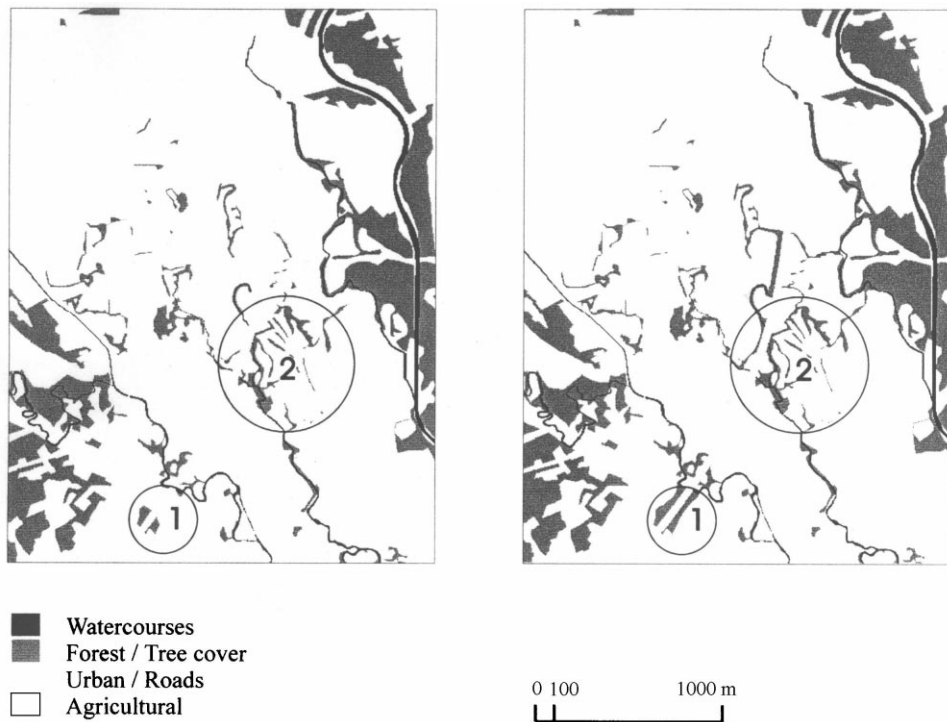 2
2
1
1
Watercourses
Forest / Tree cover
Urban / Roads
Agricultural
0 100 1000 m